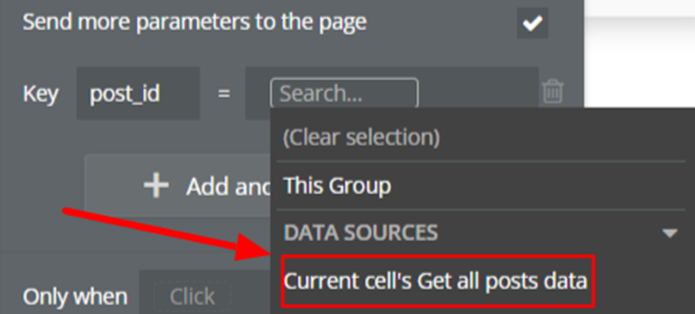 Send more parameters to the page
Key post_id = Search...
(Clear selection)
Add and
This Group
DATA SOURCES
Current cell's Get all posts data
Only when Click